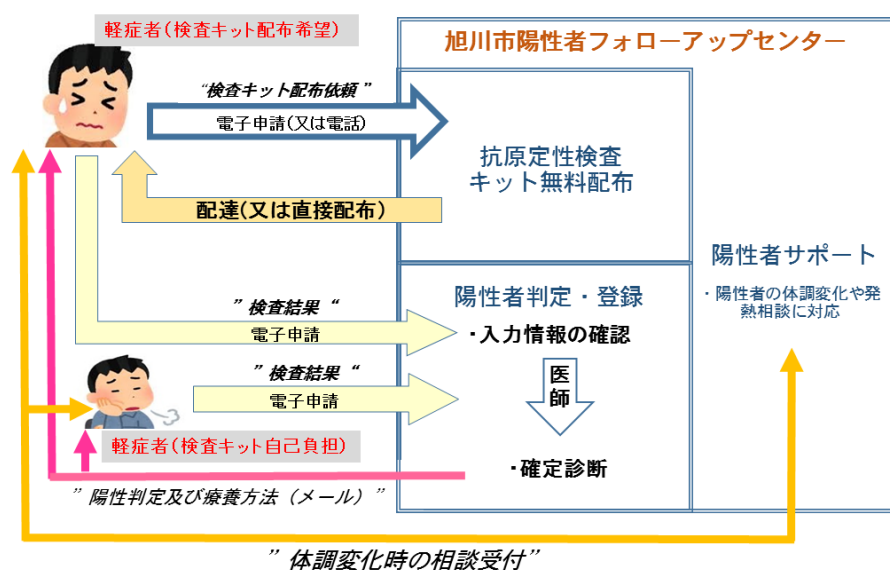 軽症者(検査キット配布希望)
旭川市陽性者フォローアップセンター
“検査キット配布依頼 ”
電子申請(又は電話)
抗原定性検査
キット無料配布
配達(又は直接配布)
陽性者サポート
・陽性者の体調変化や発
熱相談に対応
陽性者判定・登録
” 検査結果 “
電子申請
・入力情報の確認
” 検査結果 “
電子申請
医
師
軽症者(検査キット自己負担)
・確定診断
” 陽性判定及び療養方法（メール）”
” 体調変化時の相談受付”